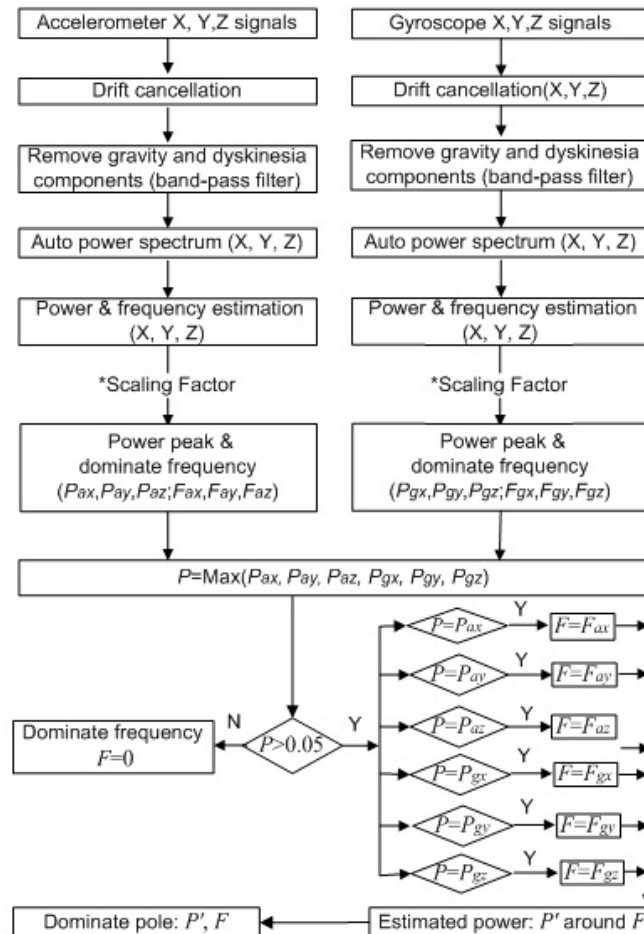 Accelerometer X, Y,Z signals
Drift cancellation
Remove gravity and dyskinesia
components (band-pass filter)
Auto power spectrum (X, Y, Z)
Power & frequency estimation
(X, Y, Z)
*Scaling Factor
Power peak &
dominate frequency
(Pax,Pay,Paz;Fax,Fay,Faz)
Gyroscope X,Y,Z signals
Drift cancellation(X,Y,Z)
Remove gravity and dyskinesia
components (band-pass filter)
Auto power spectrum (X, Y, Z)
Power & frequency estimation
(X, Y, Z)
*Scaling Factor
Power peak &
dominate frequency
(Pgx,Pgy,Pgz;Fgx,Fgy,Fgz)
P=Max(Pax, Pay, Paz, Pgx, Pgy, Pgz)
P>0.05
N
Dominate frequency
F=0
Y
P=Pax
Y
F=Fax
P=Pay
Y
F=Fay
P=Paz
Y
F=Faz
P=Pgx
Y
F=Fgx
P=Pgy
Y
F=Fgy
P=Pgz
Y
F=Fgz
Estimated power: P' around F
Dominate pole: P', F